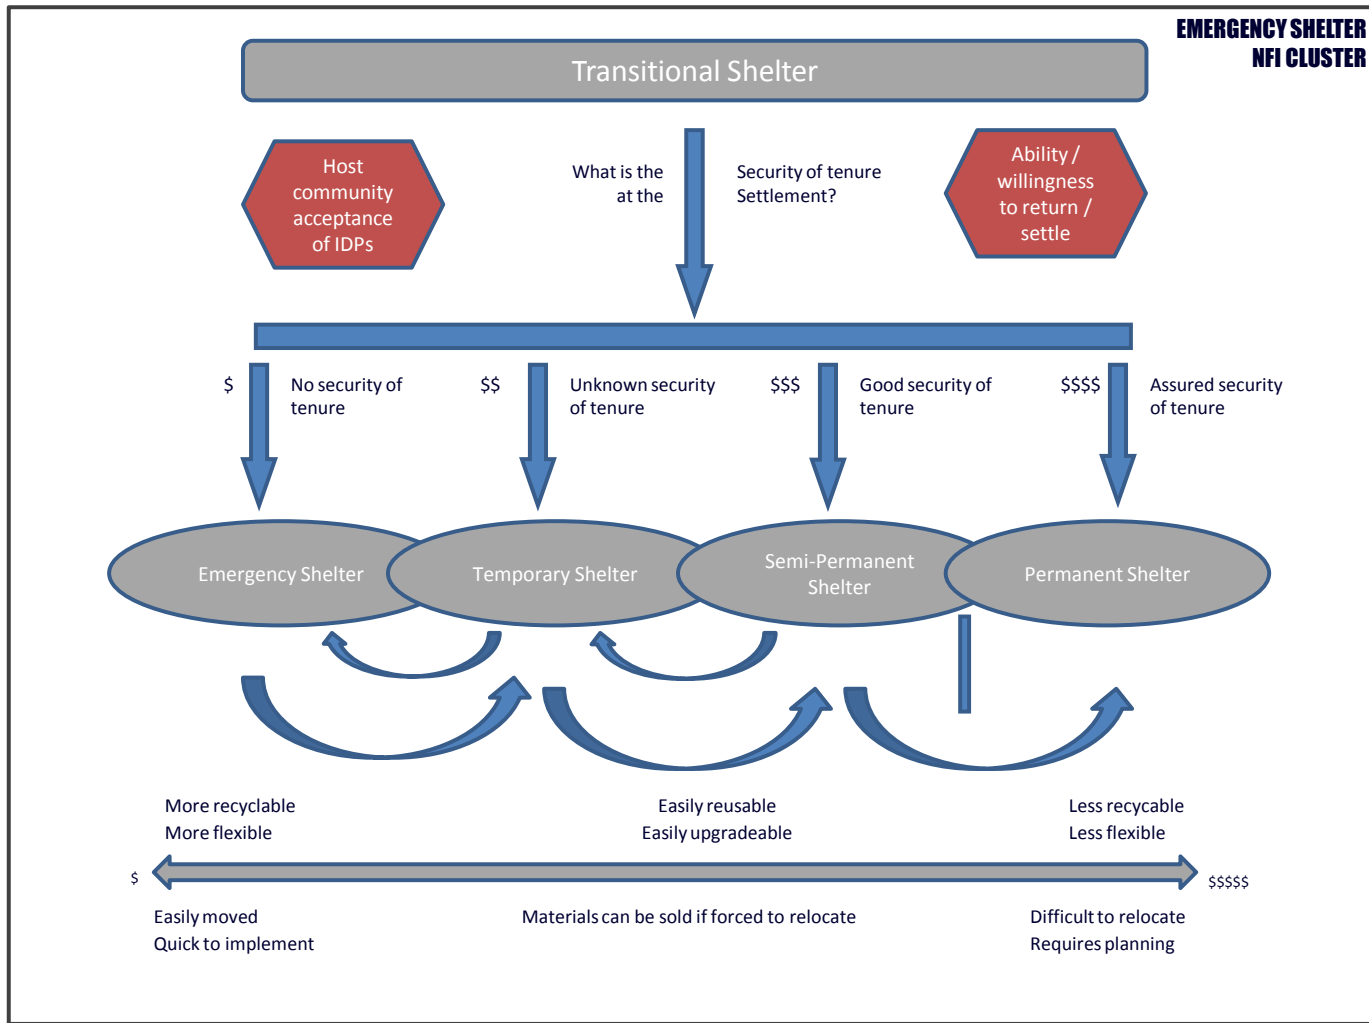 EMERGENCY SHELTER
NFI CLUSTER
Transitional Shelter
Host
community
acceptance
of IDPs
What is the
at the
Security of tenure
Settlement?
Ability /
willingness
to return /
settle
$
No security of
tenure
$$
Unknown security
of tenure
$$$
Good security of
tenure
$$$$
Assured security
of tenure
Emergency Shelter
Temporary Shelter
Semi-Permanent
Shelter
Permanent Shelter
More recyclable
More flexible
Easily reusable
Easily upgradeable
Less recycable
Less flexible
$
$$$$$
Easily moved
Quick to implement
Materials can be sold if forced to relocate
Difficult to relocate
Requires planning